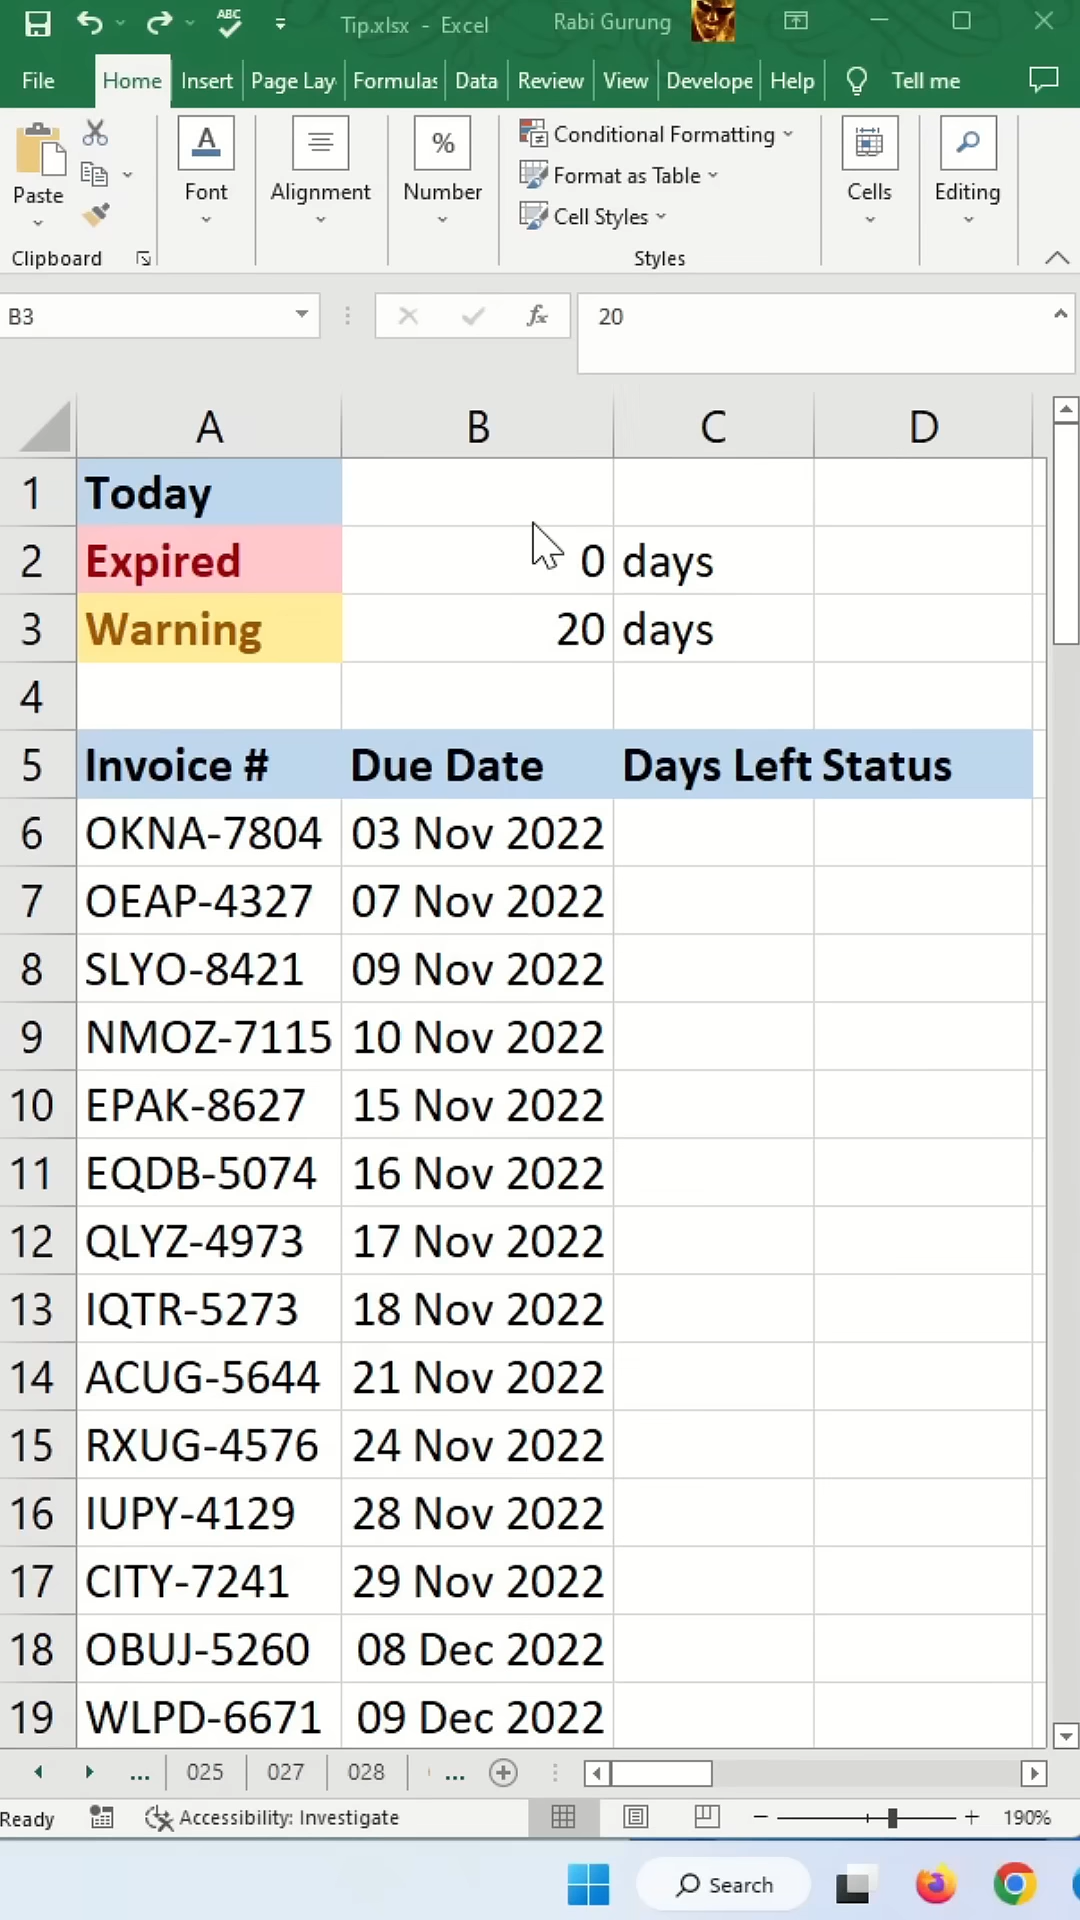 ABC
Tip.xlsx - Excel
Rabi Gurung
File Home Insert Page Lay Formulas Data Review View Develope Help Tell me
Paste
Font
Alignment
%
Number
Conditional Formatting
Format as Table
Cell Styles
Cells
Editing
Clipboard
Styles
B3
fx
20
A B C D
1 Today
2 Expired 0 days
3 Warning 20 days
4
5 Invoice # Due Date Days Left Status
6 OKNA-7804 03 Nov 2022
7 OEAP-4327 07 Nov 2022
8 SLYO-8421 09 Nov 2022
9 NMOZ-7115 10 Nov 2022
10 EPAK-8627 15 Nov 2022
11 EQDB-5074 16 Nov 2022
12 QLYZ-4973 17 Nov 2022
13 IQTR-5273 18 Nov 2022
14 ACUG-5644 21 Nov 2022
15 RXUG-4576 24 Nov 2022
16 IUPY-4129 28 Nov 2022
17 CITY-7241 29 Nov 2022
18 OBUJ-5260 08 Dec 2022
19 WLPD-6671 09 Dec 2022
... 025 027 028 ...
Ready Accessibility: Investigate 190%
Search